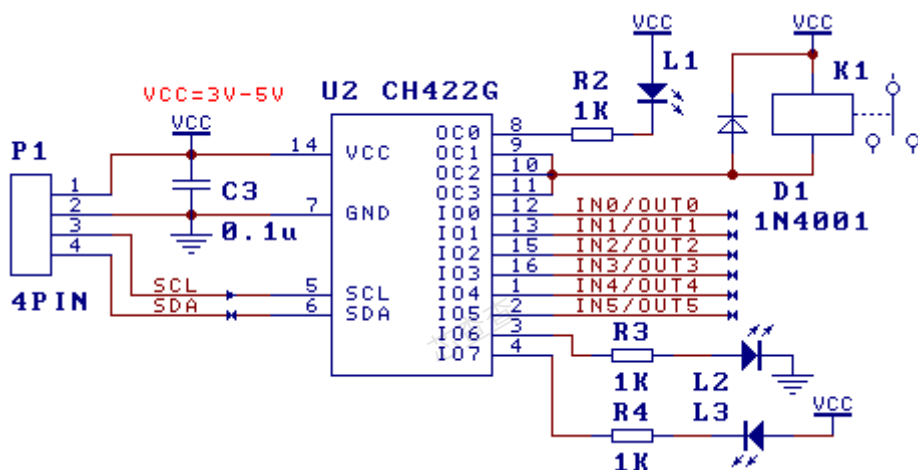 VCC
VCC
L1
K1
R2
1K
VCC=3V-5V
U2 CH422G
VCC
P1
1
2
3
4
4PIN
C3
0.1u
SCL
SDA
14
7
5
6
VCC
GND
SCL
SDA
OC0
OC1
OC2
OC3
IO0
IO1
IO2
IO3
IO4
IO5
IO6
IO7
8
9
10
11
12
13
15
16
1
2
3
4
IN0/OUT0
IN1/OUT1
IN2/OUT2
IN3/OUT3
IN4/OUT4
IN5/OUT5
D1
1N4001
R3
1K
L2
R4
1K
L3
VCC